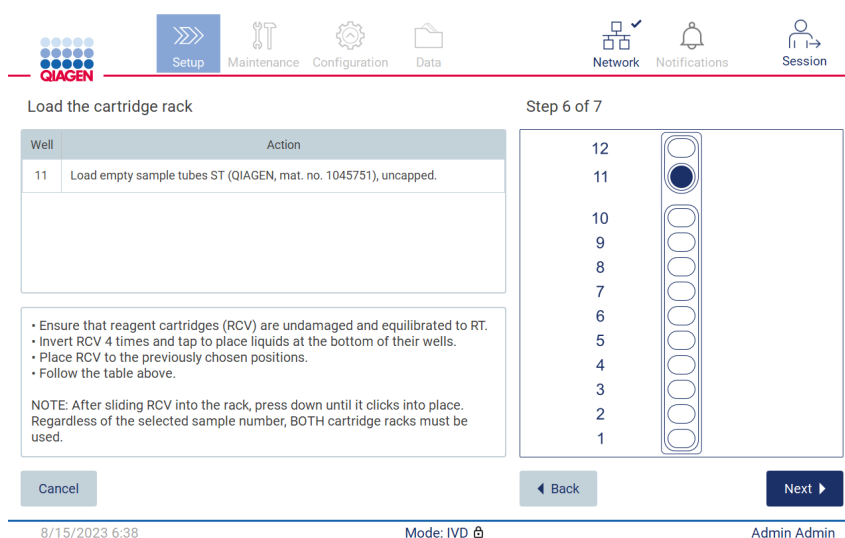 QIAGEN
Setup
Maintenance
Configuration
Data
Network
Notifications
Session
Load the cartridge rack
Step 6 of 7
Well
Action
11
Load empty sample tubes ST (QIAGEN, mat. no. 1045751), uncapped.
• Ensure that reagent cartridges (RCV) are undamaged and equilibrated to RT.
• Invert RCV 4 times and tap to place liquids at the bottom of their wells.
• Place RCV to the previously chosen positions.
• Follow the table above.
NOTE: After sliding RCV into the rack, press down until it clicks into place.
Regardless of the selected sample number, BOTH cartridge racks must be
used.
12
11
10
9
8
7
6
5
4
3
2
1
Cancel
Back
Next
8/15/2023 6:38
Mode: IVD
Admin Admin